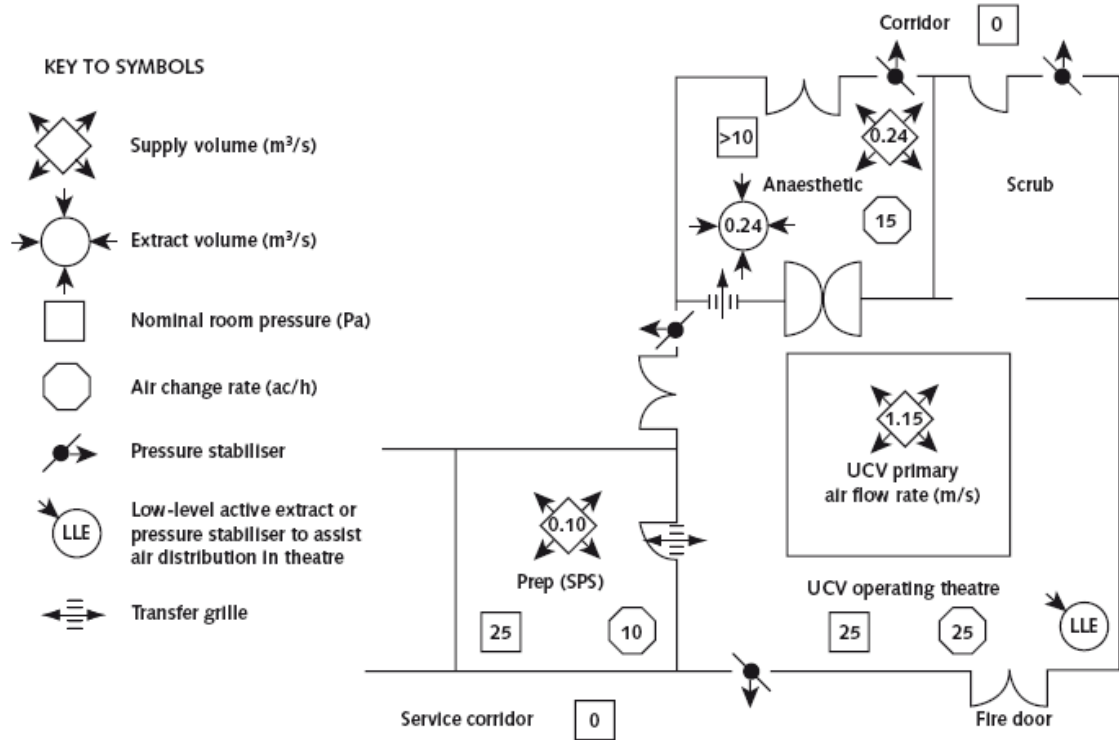 KEY TO SYMBOLS
Supply volume (m³/s)
Extract volume (m³/s)
Nominal room pressure (Pa)
Air change rate (ac/h)
Pressure stabiliser
LLE
Low-level active extract or
pressure stabiliser to assist
air distribution in theatre
Transfer grille
Corridor
0
>10
0.24
Anaesthetic
0.24
15
Scrub
1.15
UCV primary
air flow rate (m/s)
0.10
Prep (SPS)
25
10
UCV operating theatre
25
25
LLE
Service corridor
0
Fire door